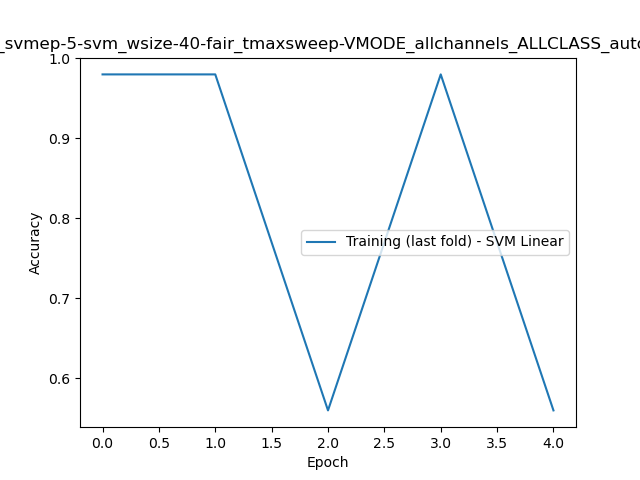 _svmep-5-svm_wsize-40-fair_tmaxsweep-VMODE_allchannels_ALLCLASS_auto
1.0
0.9
0.8
0.7
0.6
Accuracy
Training (last fold) - SVM Linear
0.0 0.5 1.0 1.5 2.0 2.5 3.0 3.5 4.0
Epoch